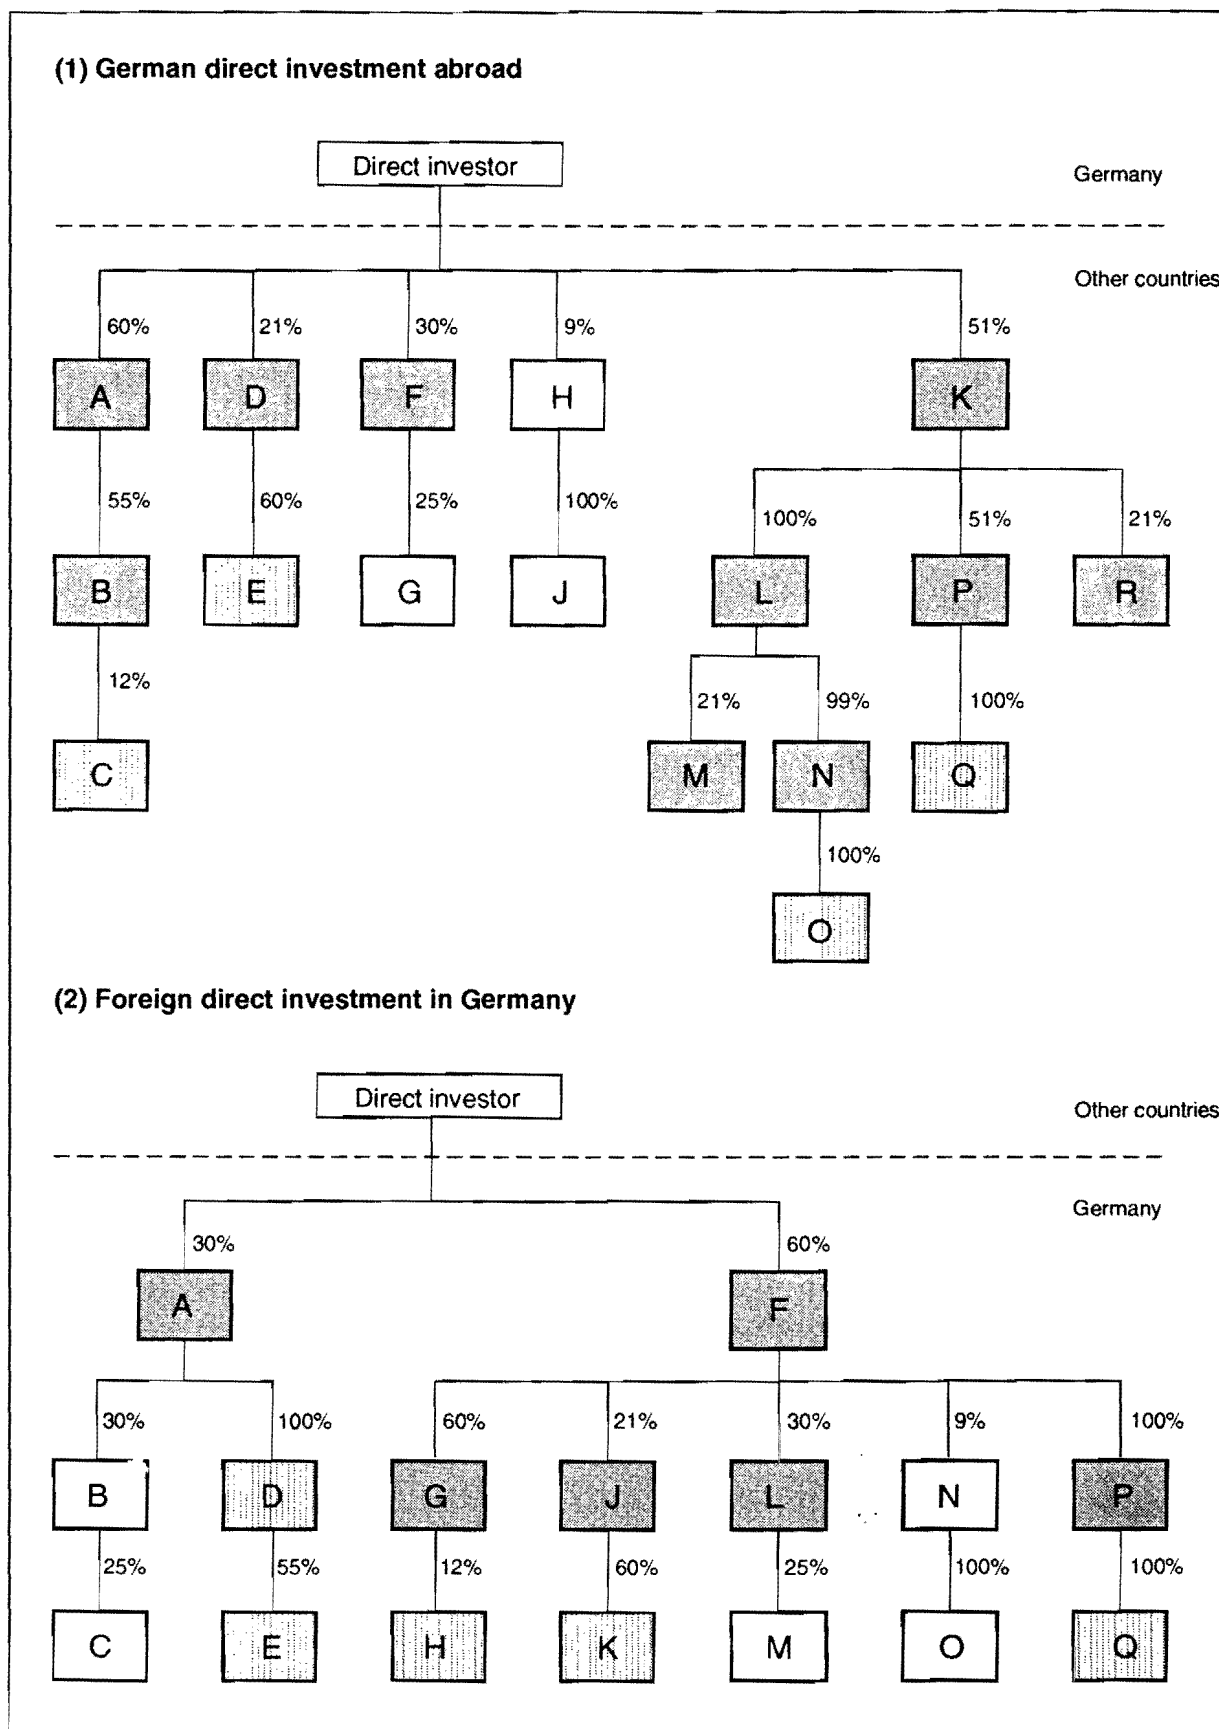 (1) German direct investment abroad
Direct investor
Germany
Other countries
60% 21% 30% 9% 51%
A D F H K
55% 60% 25% 100% 100% 51% 21%
B E G J L P R
12% 21% 99% 100%
C M N Q
100%
O
(2) Foreign direct investment in Germany
Direct investor
Other countries
Germany
30% 60%
A F
30% 100% 60% 21% 30% 9% 100%
B D G J L N P
25% 55% 12% 60% 25% 100% 100%
C E H K M O Q